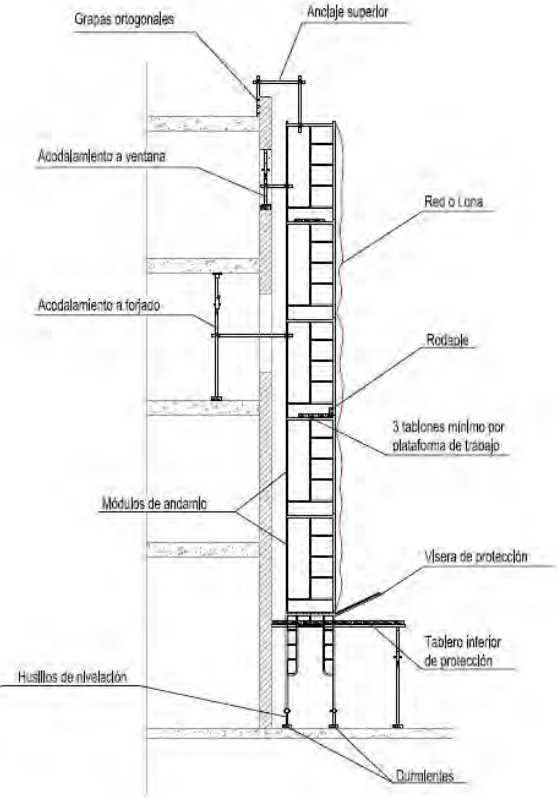 Anclaje superior
Grapas ortogonales
Acodalamiento a ventana
Red o Lona
Acodalamiento a forjado
Rodapie
3 tablones mínimo por
plataforma de trabajo
Módulos de andamio
Visera de protección
Tablero inferior
de protección
Husillos de nivelación
Durmientes